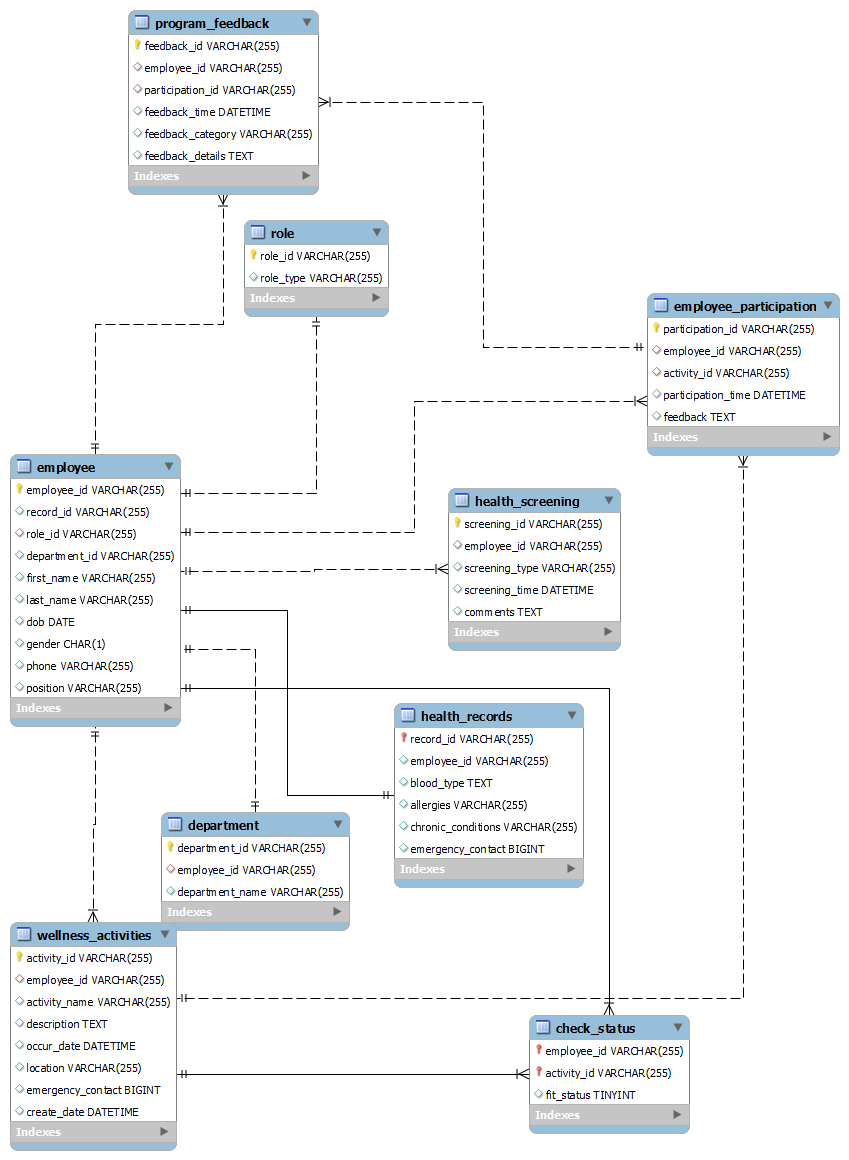 program_feedback
feedback_id VARCHAR(255)
employee_id VARCHAR(255)
participation_id VARCHAR(255)
feedback_time DATETIME
feedback_category VARCHAR(255)
feedback_details TEXT
Indexes
role
role_id VARCHAR(255)
role_type VARCHAR(255)
Indexes
employee_participation
participation_id VARCHAR(255)
employee_id VARCHAR(255)
activity_id VARCHAR(255)
participation_time DATETIME
feedback TEXT
Indexes
employee
employee_id VARCHAR(255)
record_id VARCHAR(255)
role_id VARCHAR(255)
department_id VARCHAR(255)
first_name VARCHAR(255)
last_name VARCHAR(255)
dob DATE
gender CHAR(1)
phone VARCHAR(255)
position VARCHAR(255)
Indexes
health_screening
screening_id VARCHAR(255)
employee_id VARCHAR(255)
screening_type VARCHAR(255)
screening_time DATETIME
comments TEXT
Indexes
health_records
record_id VARCHAR(255)
employee_id VARCHAR(255)
blood_type TEXT
allergies VARCHAR(255)
chronic_conditions VARCHAR(255)
emergency_contact BIGINT
Indexes
department
department_id VARCHAR(255)
employee_id VARCHAR(255)
department_name VARCHAR(255)
Indexes
wellness_activities
activity_id VARCHAR(255)
employee_id VARCHAR(255)
activity_name VARCHAR(255)
description TEXT
occur_date DATETIME
location VARCHAR(255)
emergency_contact BIGINT
create_date DATETIME
Indexes
check_status
employee_id VARCHAR(255)
activity_id VARCHAR(255)
fit_status TINYINT
Indexes